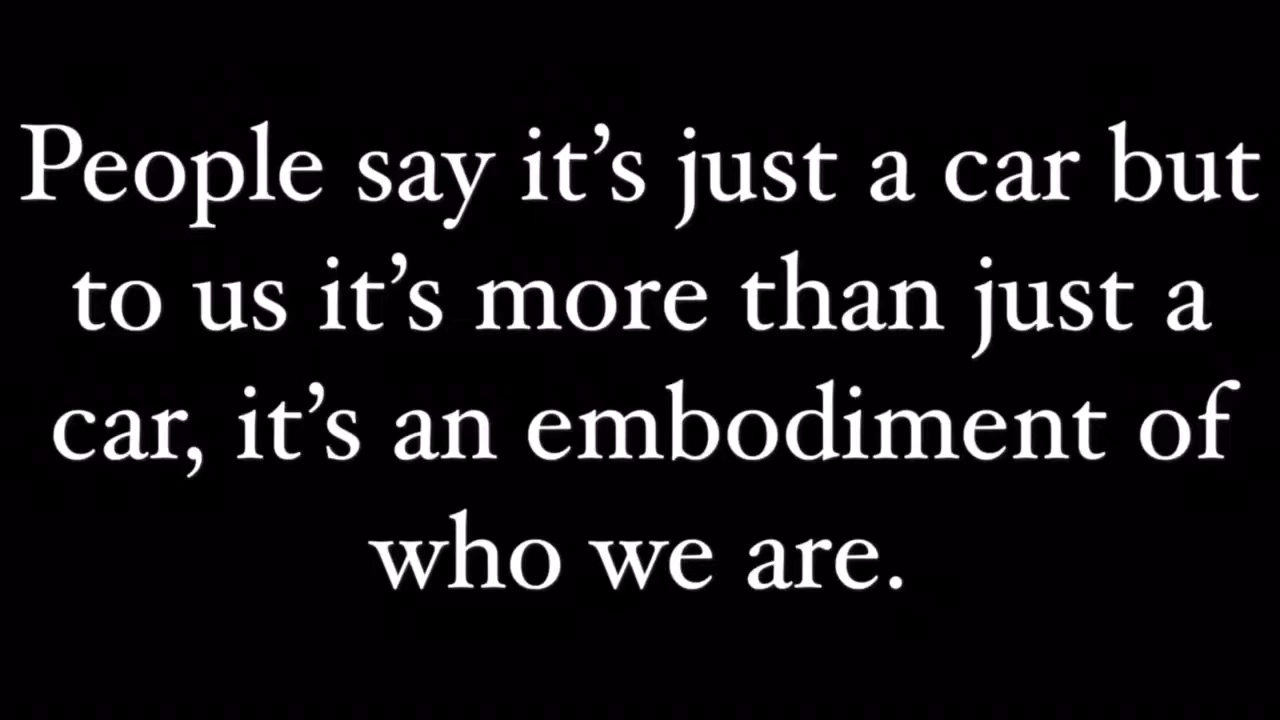 People say it’s just a car but
to us it’s more than just a
car, it’s an embodiment of
who we are.